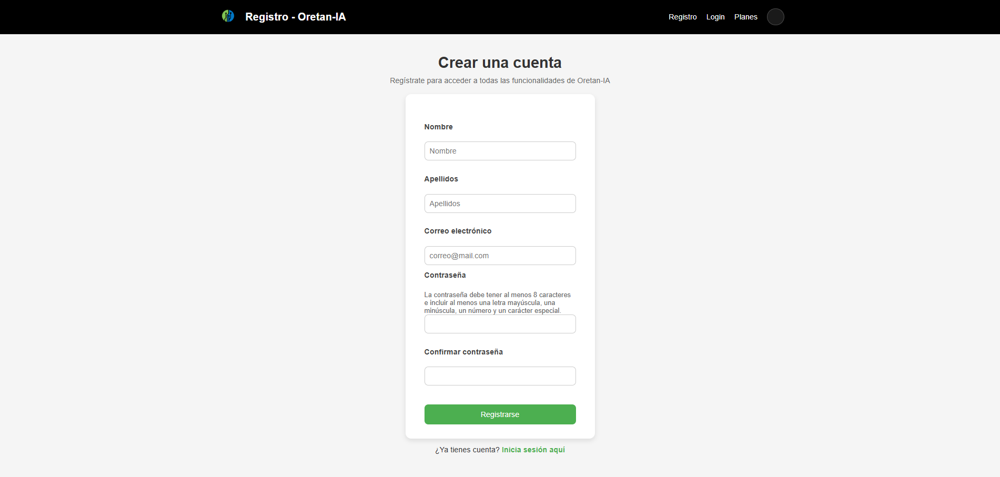 Registro - Oretan-IA
Registro Login Planes
Crear una cuenta
Regístrate para acceder a todas las funcionalidades de Oretan-IA
Nombre
Nombre
Apellidos
Apellidos
Correo electrónico
correo@mail.com
Contraseña
La contraseña debe tener al menos 8 caracteres
e incluir al menos una letra mayúscula, una
minúscula, un número y un carácter especial.
Confirmar contraseña
Registrarse
¿Ya tienes cuenta? Inicia sesión aquí